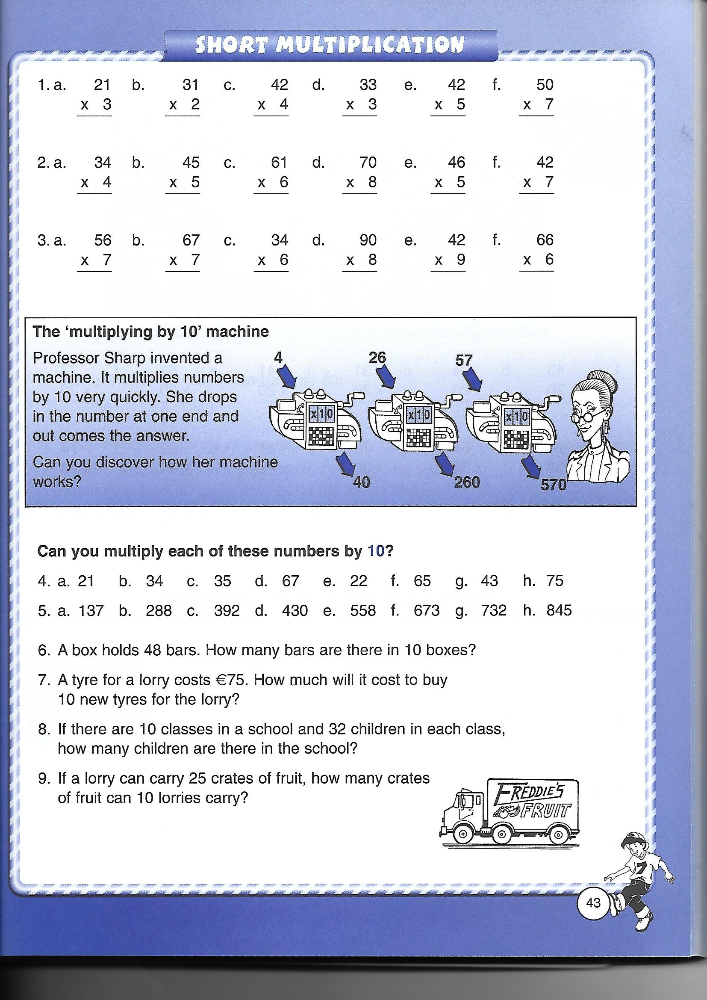 SHORT MULTIPLICATION
1. a. 21 b. 31 c. 42 d. 33 e. 42 f. 50
x 3 x 2 x 4 x 3 x 5 x 7
2. a. 34 b. 45 c. 61 d. 70 e. 46 f. 42
x 4 x 5 x 6 x 8 x 5 x 7
3. a. 56 b. 67 c. 34 d. 90 e. 42 f. 66
x 7 x 7 x 6 x 8 x 9 x 6
The ‘multiplying by 10’ machine
Professor Sharp invented a
machine. It multiplies numbers
by 10 very quickly. She drops
in the number at one end and
out comes the answer.
Can you discover how her machine
works?
4 26 57
x10 x10 x10
40 260 570
Can you multiply each of these numbers by 10?
4. a. 21 b. 34 c. 35 d. 67 e. 22 f. 65 g. 43 h. 75
5. a. 137 b. 288 c. 392 d. 430 e. 558 f. 673 g. 732 h. 845
6. A box holds 48 bars. How many bars are there in 10 boxes?
7. A tyre for a lorry costs €75. How much will it cost to buy
10 new tyres for the lorry?
8. If there are 10 classes in a school and 32 children in each class,
how many children are there in the school?
9. If a lorry can carry 25 crates of fruit, how many crates
of fruit can 10 lorries carry?
FREDDIE'S
FRUIT
7
43